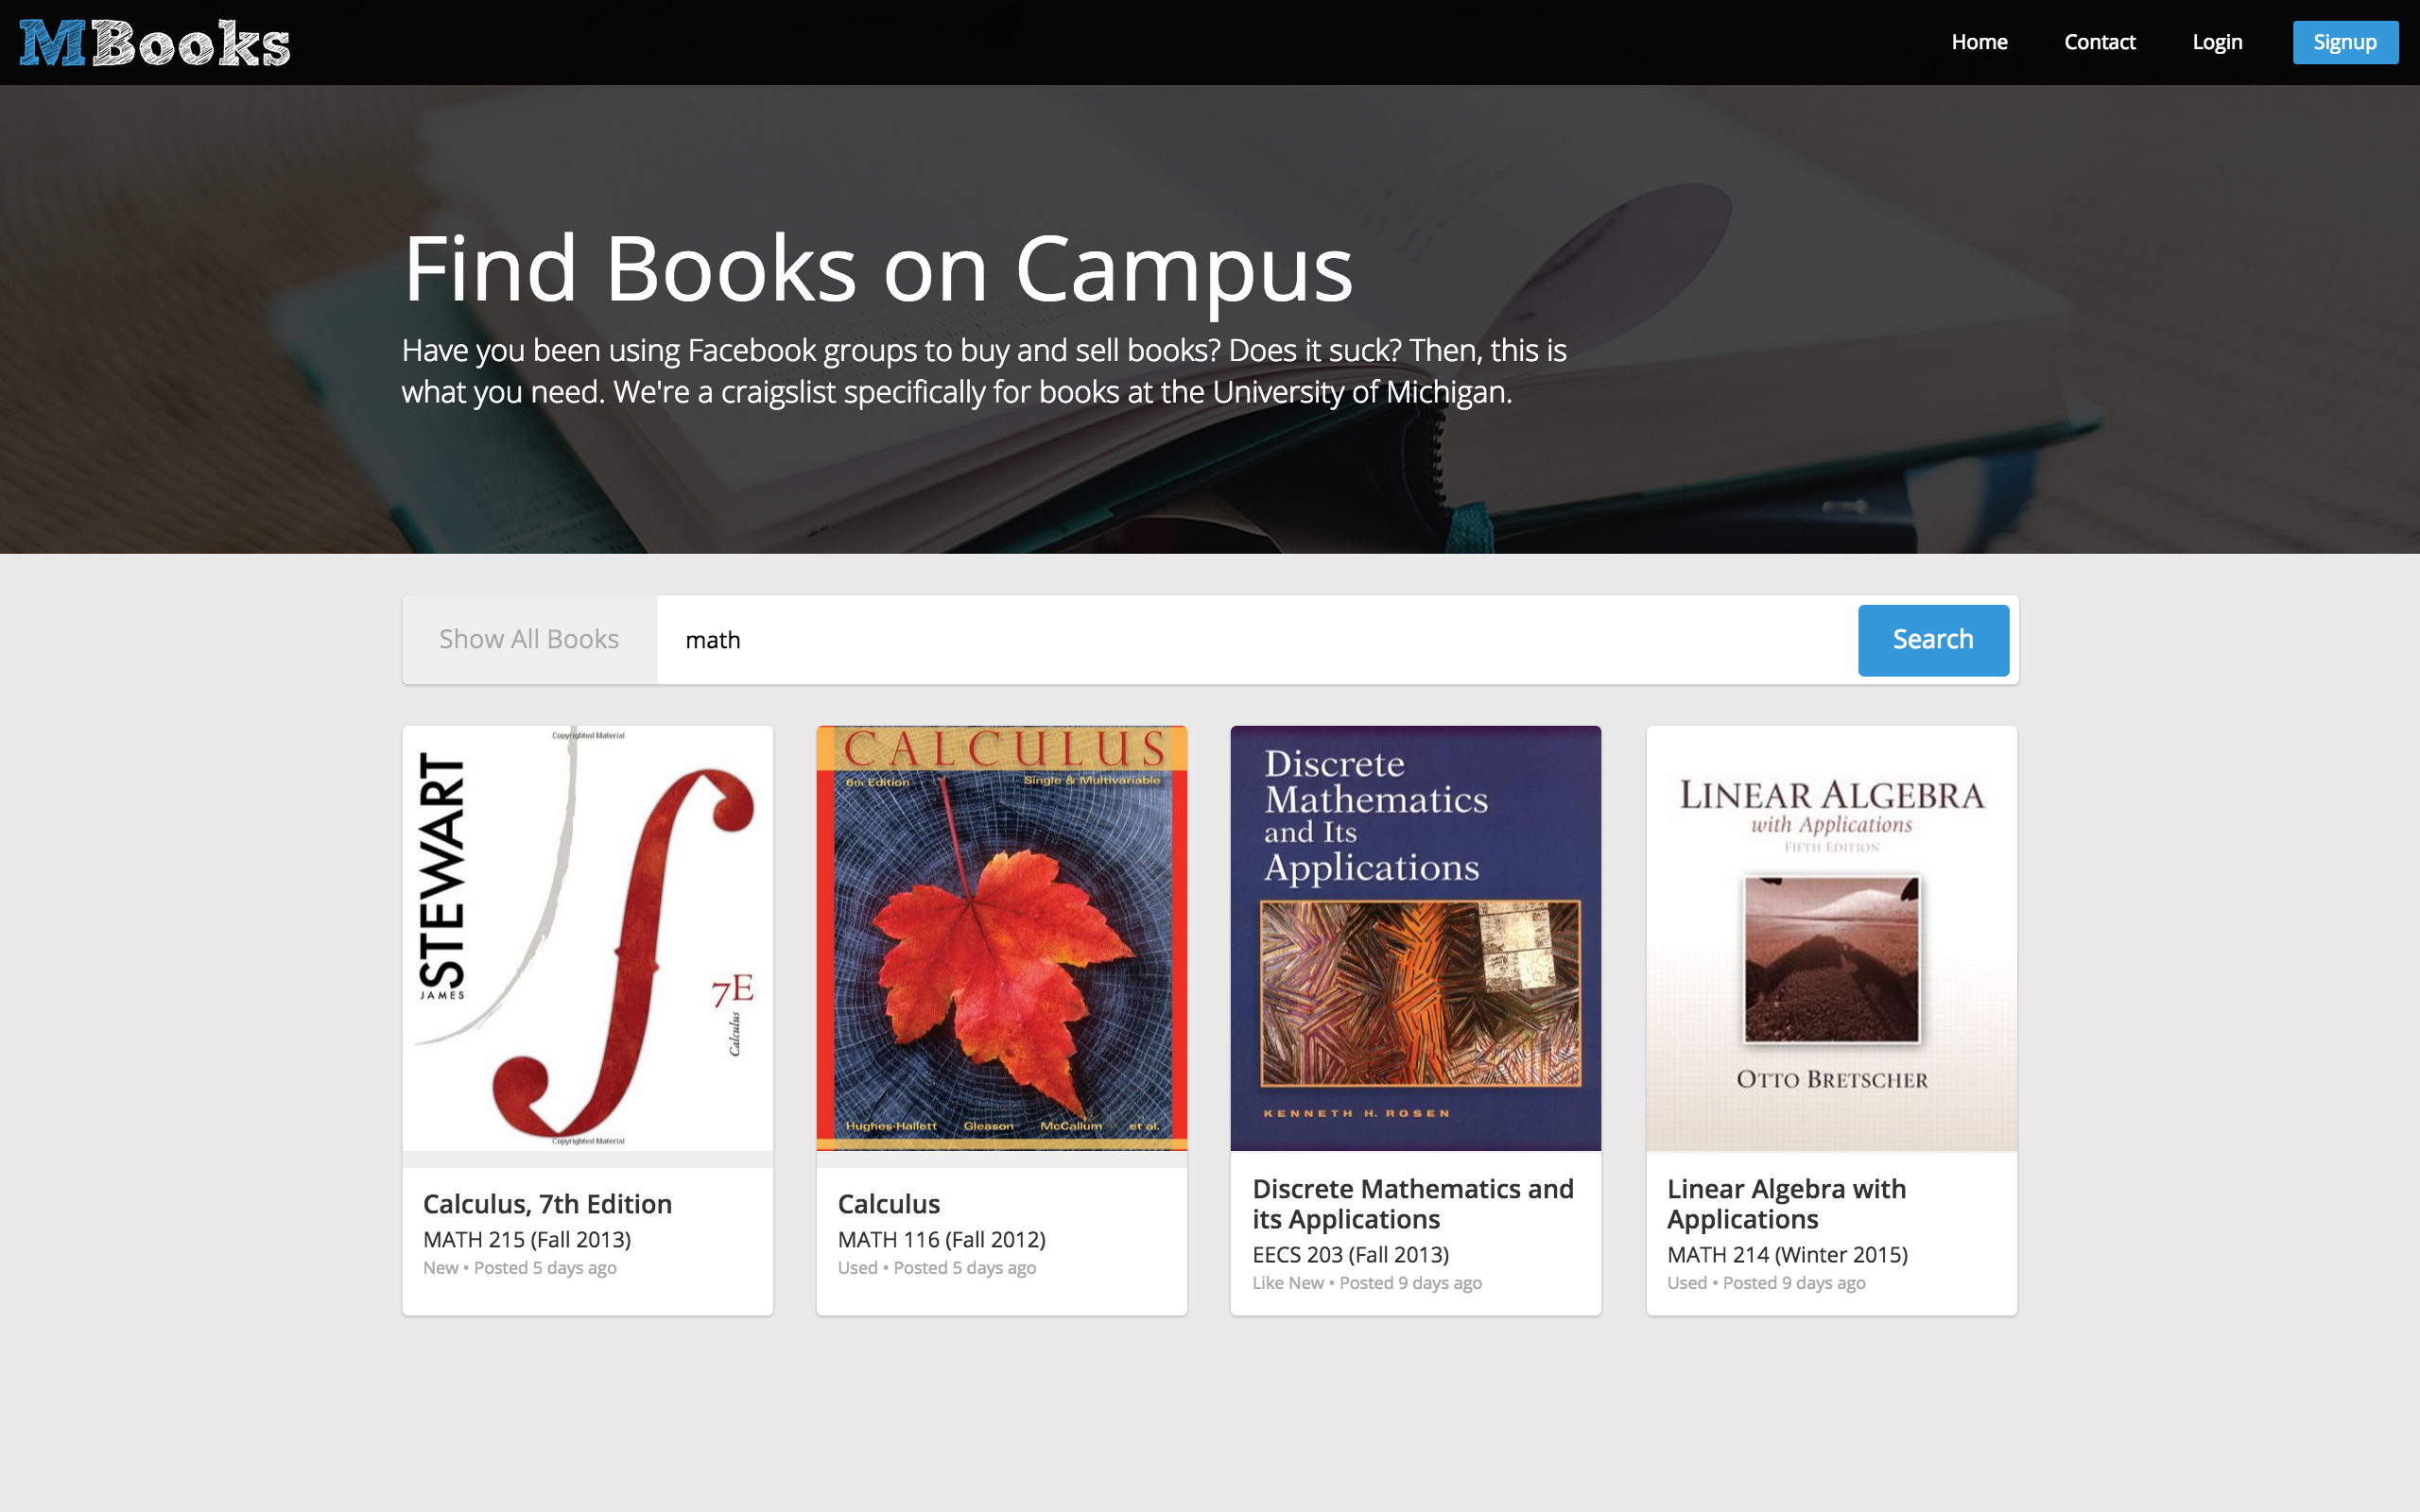 MBooks
Home Contact Login Signup
Find Books on Campus
Have you been using Facebook groups to buy and sell books? Does it suck? Then, this is
what you need. We're a craigslist specifically for books at the University of Michigan.
Show All Books math Search
Copyrighted Material
JAMES STEWART
7E
Calculus
Copyrighted Material
CALCULUS
6th Edition Single & Multivariable
Hughes-Hallett Gleason McCallum et al.
Discrete
Mathematics
and Its
Applications
KENNETH H. ROSEN
LINEAR ALGEBRA
with Applications
FIFTH EDITION
OTTO BRETSCHER
Calculus, 7th Edition
MATH 215 (Fall 2013)
New • Posted 5 days ago
Calculus
MATH 116 (Fall 2012)
Used • Posted 5 days ago
Discrete Mathematics and
its Applications
EECS 203 (Fall 2013)
Like New • Posted 9 days ago
Linear Algebra with
Applications
MATH 214 (Winter 2015)
Used • Posted 9 days ago